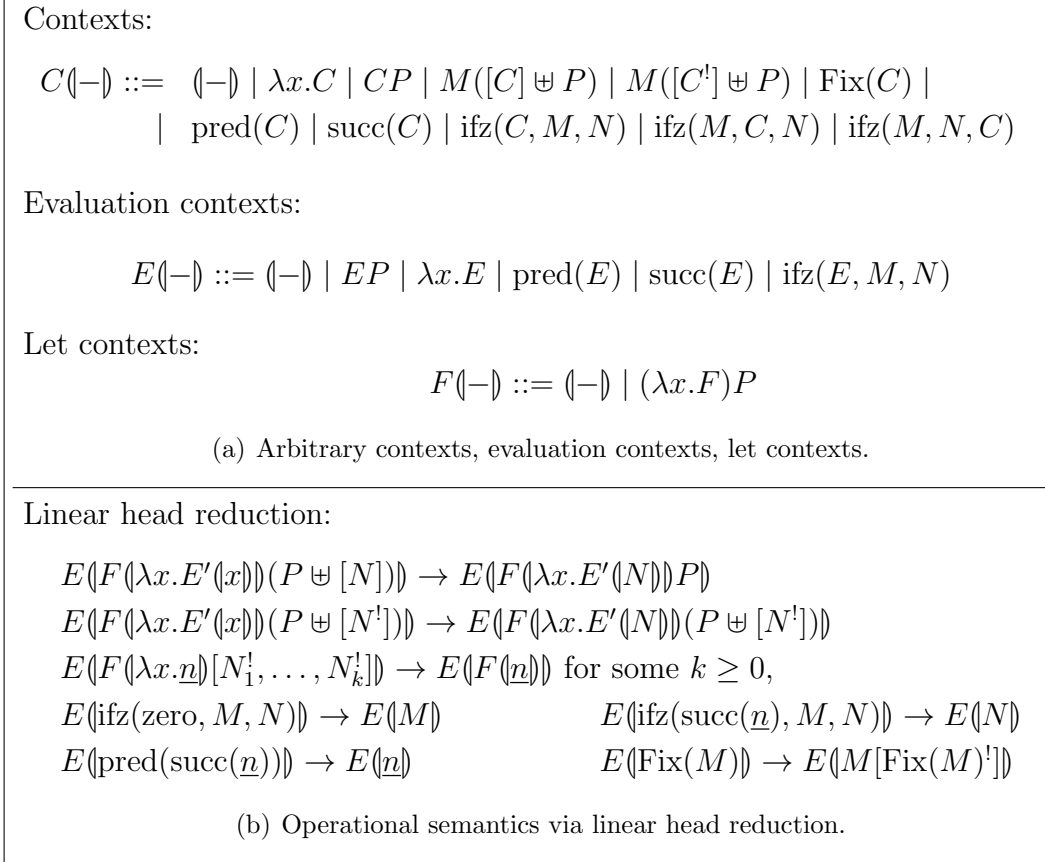 Contexts:
C⦇−⦈ ::= ⦇−⦈ | λx.C | CP | M([C] ⊎ P) | M([C^!] ⊎ P) | Fix(C) |
| pred(C) | succ(C) | ifz(C, M, N) | ifz(M, C, N) | ifz(M, N, C)
Evaluation contexts:
E⦇−⦈ ::= ⦇−⦈ | EP | λx.E | pred(E) | succ(E) | ifz(E, M, N)
Let contexts:
F⦇−⦈ ::= ⦇−⦈ | (λx.F)P
(a) Arbitrary contexts, evaluation contexts, let contexts.
Linear head reduction:
E⦇F⦇λx.E′⦇x⦈⦈(P ⊎ [N])⦈ → E⦇F⦇λx.E′⦇N⦈⦈P⦈
E⦇F⦇λx.E′⦇x⦈⦈(P ⊎ [N^!])⦈ → E⦇F⦇λx.E′⦇N⦈⦈(P ⊎ [N^!])⦈
E⦇F⦇λx.n̲⦈[N_1^!, . . . , N_k^!]⦈ → E⦇F⦇n̲⦈⦈ for some k ≥ 0,
E⦇ifz(zero, M, N)⦈ → E⦇M⦈ E⦇ifz(succ(n̲), M, N)⦈ → E⦇N⦈
E⦇pred(succ(n̲))⦈ → E⦇n̲⦈ E⦇Fix(M)⦈ → E⦇M[Fix(M)^!]⦈
(b) Operational semantics via linear head reduction.